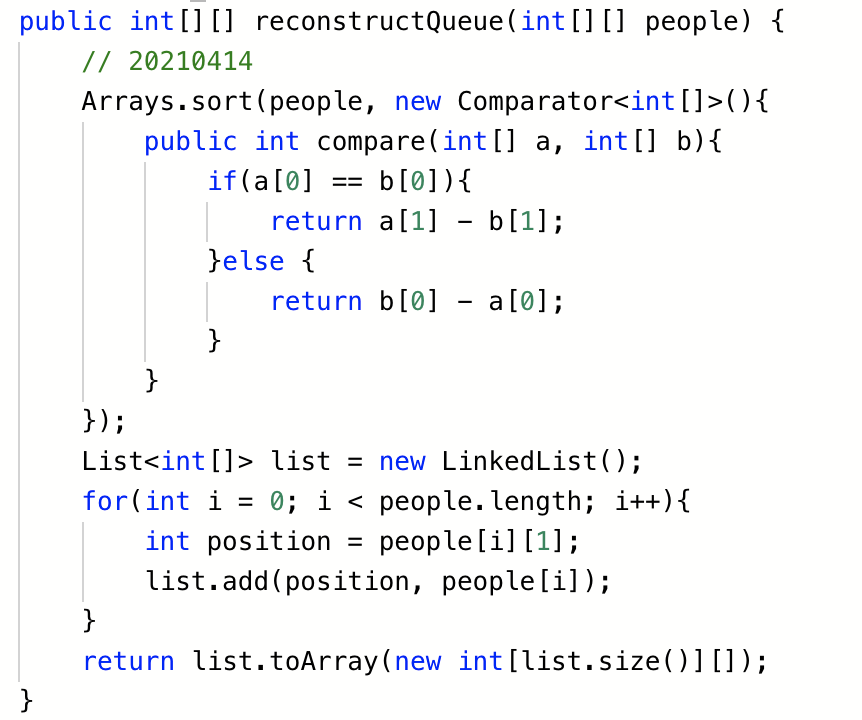 public int[][] reconstructQueue(int[][] people) {
    // 20210414
    Arrays.sort(people, new Comparator<int[]>(){
        public int compare(int[] a, int[] b){
            if(a[0] == b[0]){
                return a[1] - b[1];
            }else {
                return b[0] - a[0];
            }
        }
    });
    List<int[]> list = new LinkedList();
    for(int i = 0; i < people.length; i++){
        int position = people[i][1];
        list.add(position, people[i]);
    }
    return list.toArray(new int[list.size()][]);
}